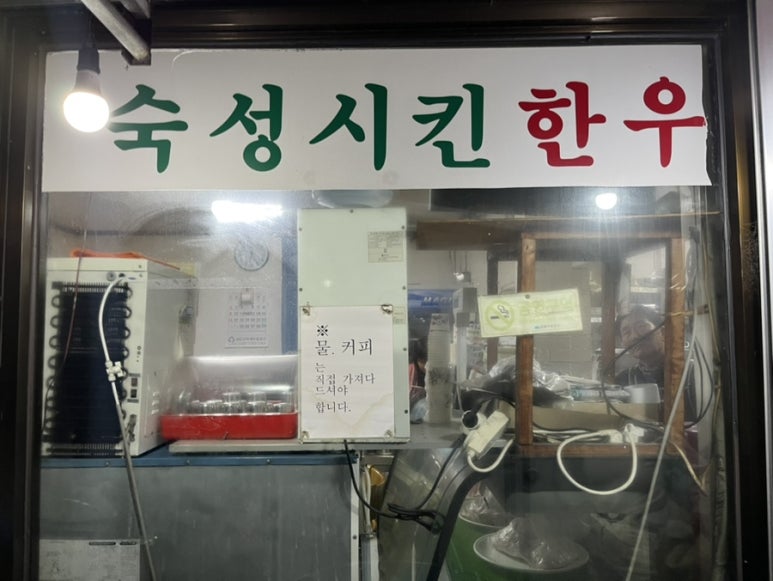 숙성시킨 한우
※
물. 커피
는
직접 가져다
드셔야
합니다.